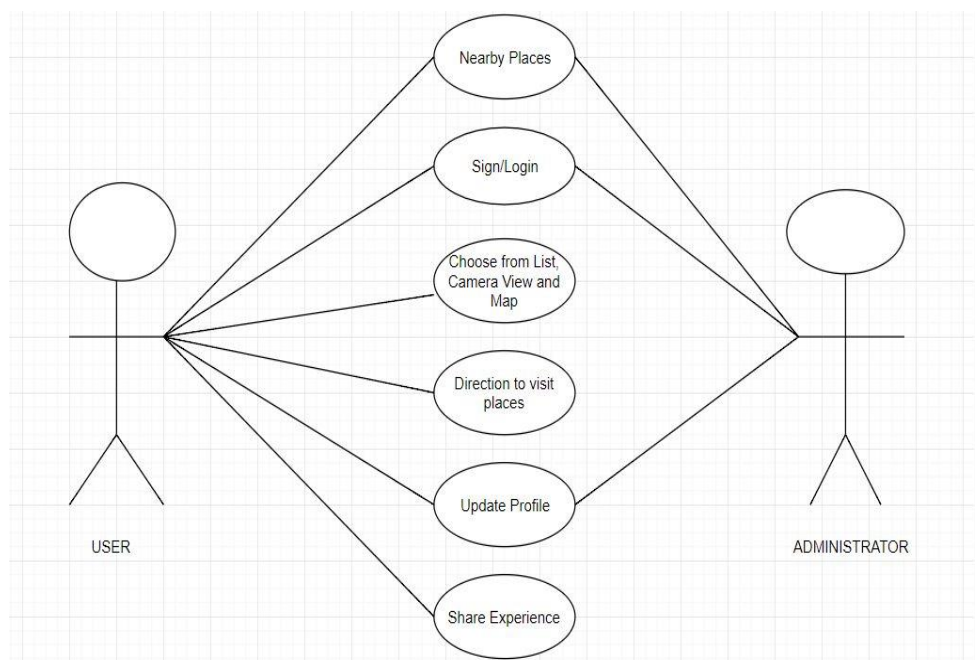 Nearby Places
Sign/Login
Choose from List,
Camera View and
Map
Direction to visit
places
Update Profile
USER
ADMINISTRATOR
Share Experience